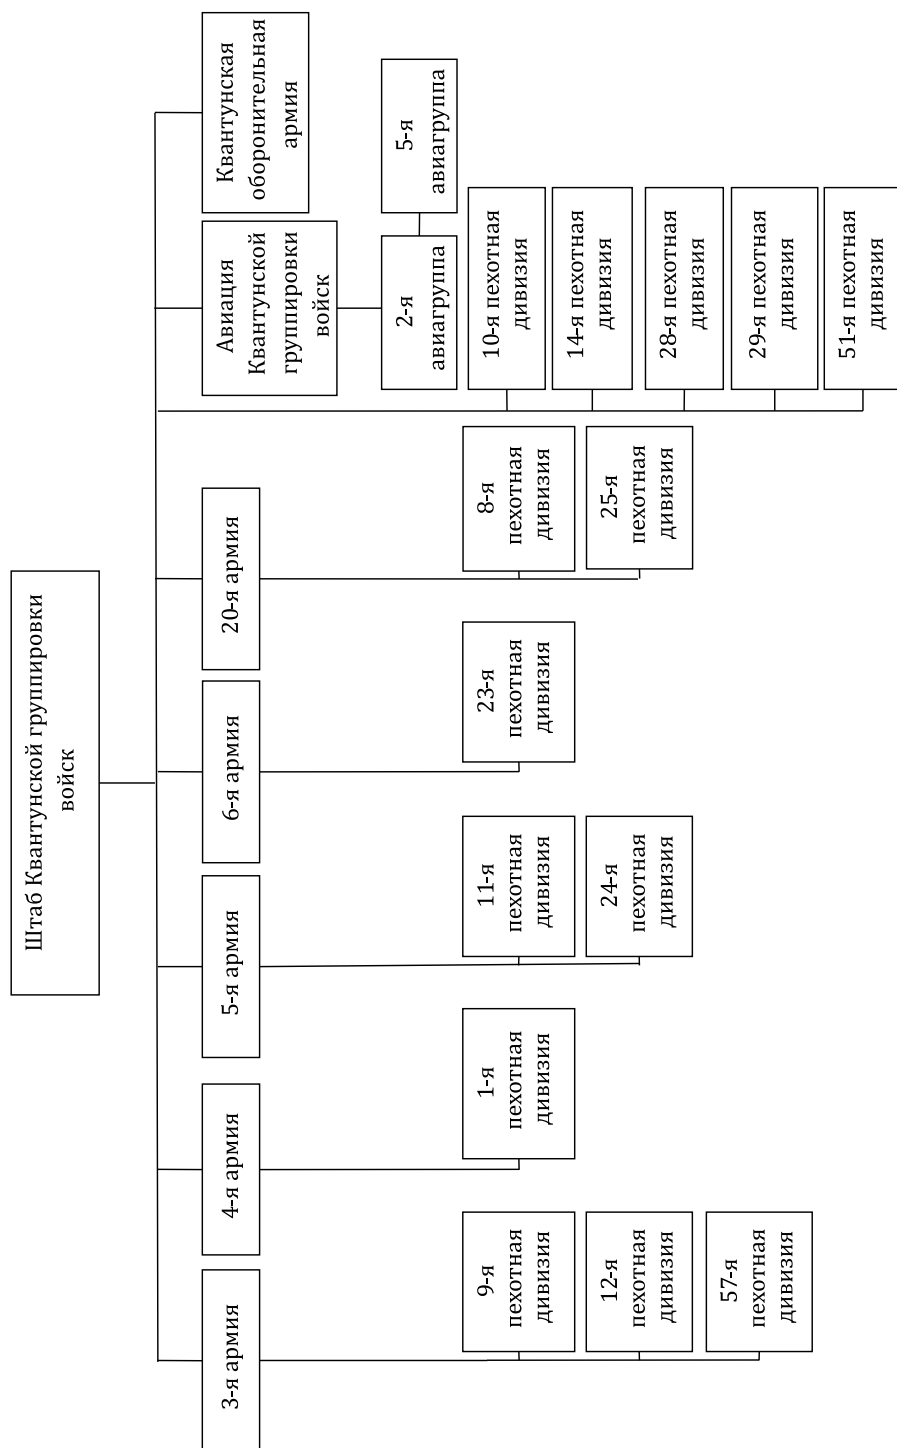 Штаб Квантунской группировки
войск
3-я армия
4-я армия
5-я армия
6-я армия
20-я армия
Авиация
Квантунской
группировки
войск
Квантунская
оборонительная
армия
2-я
авиагруппа
5-я
авиагруппа
9-я
пехотная
дивизия
12-я
пехотная
дивизия
57-я
пехотная
дивизия
1-я
пехотная
дивизия
11-я
пехотная
дивизия
24-я
пехотная
дивизия
23-я
пехотная
дивизия
8-я
пехотная
дивизия
25-я
пехотная
дивизия
10-я пехотная
дивизия
14-я пехотная
дивизия
28-я пехотная
дивизия
29-я пехотная
дивизия
51-я пехотная
дивизия